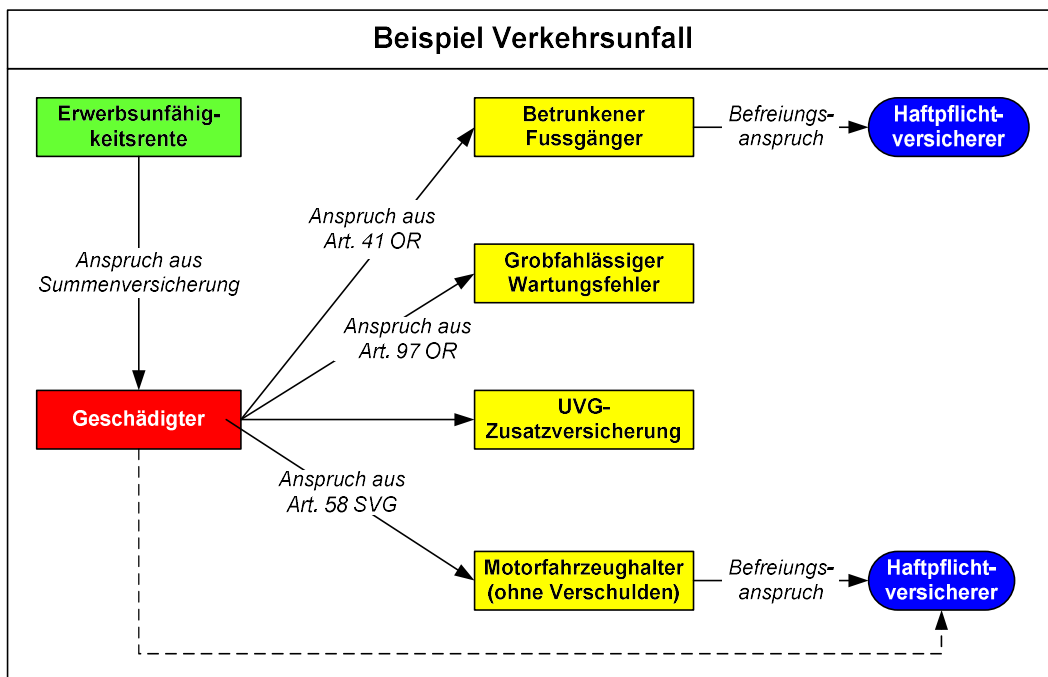 Beispiel Verkehrsunfall
Erwerbsunfähig-
keitsrente
Betrunkener
Fussgänger
Befreiungs-
anspruch
Haftpflicht-
versicherer
Anspruch aus
Art. 41 OR
Anspruch aus
Summenversicherung
Grobfahlässiger
Wartungsfehler
Anspruch aus
Art. 97 OR
Geschädigter
UVG-
Zusatzversicherung
Anspruch aus
Art. 58 SVG
Motorfahrzeughalter
(ohne Verschulden)
Befreiungs-
anspruch
Haftpflicht-
versicherer